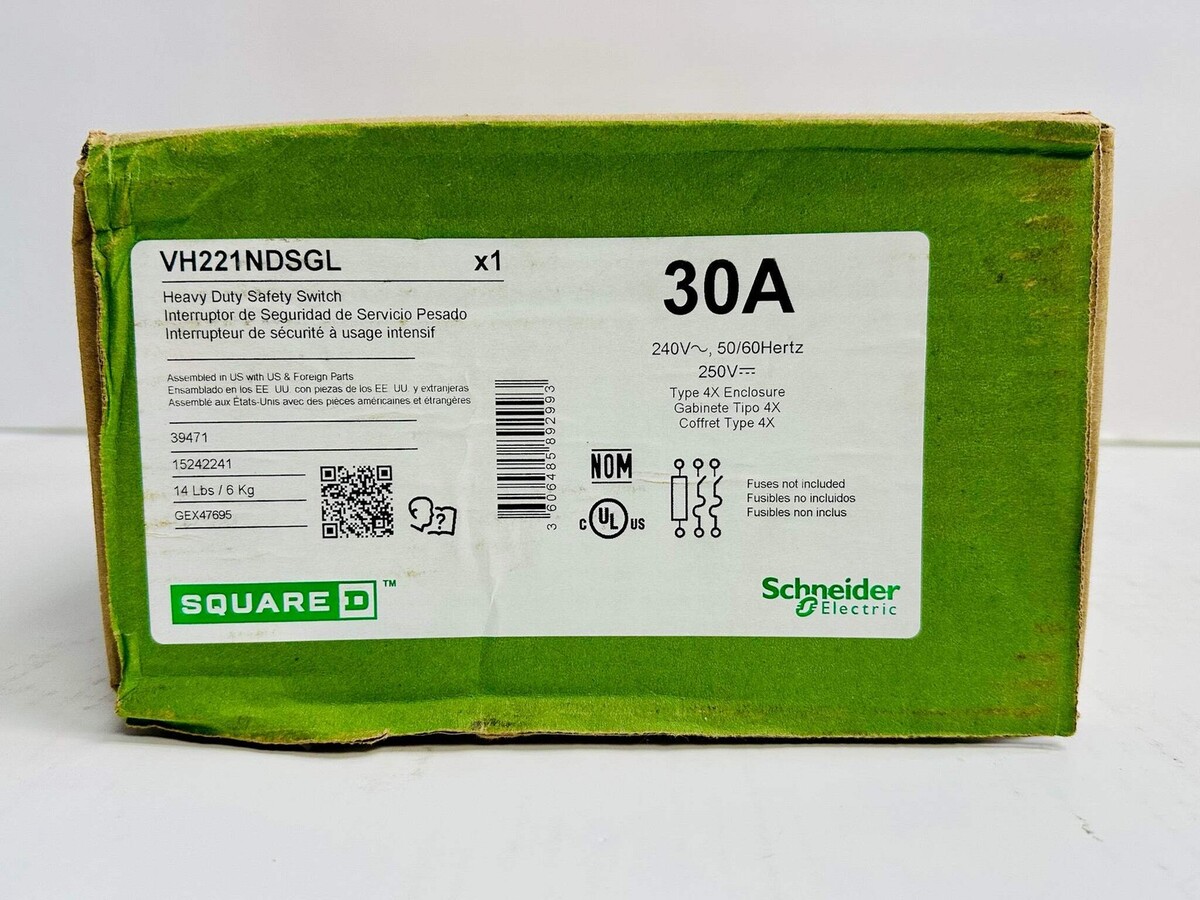 VH221NDSGL x1
Heavy Duty Safety Switch
Interruptor de Seguridad de Servicio Pesado
Interrupteur de sécurité à usage intensif
Assembled in US with US & Foreign Parts
Ensamblado en los EE. UU. con piezas de los EE. UU. y extranjeras
Assemblé aux États-Unis avec des pièces américaines et étrangères
39471
15242241
14 Lbs / 6 Kg
GEX47695
?
3 606485 892993
SQUARE D™
30A
240V~, 50/60Hertz
250V⎓
Type 4X Enclosure
Gabinete Tipo 4X
Coffret Type 4X
NOM
C UL US
Fuses not included
Fusibles no incluidos
Fusibles non inclus
Schneider
Electric